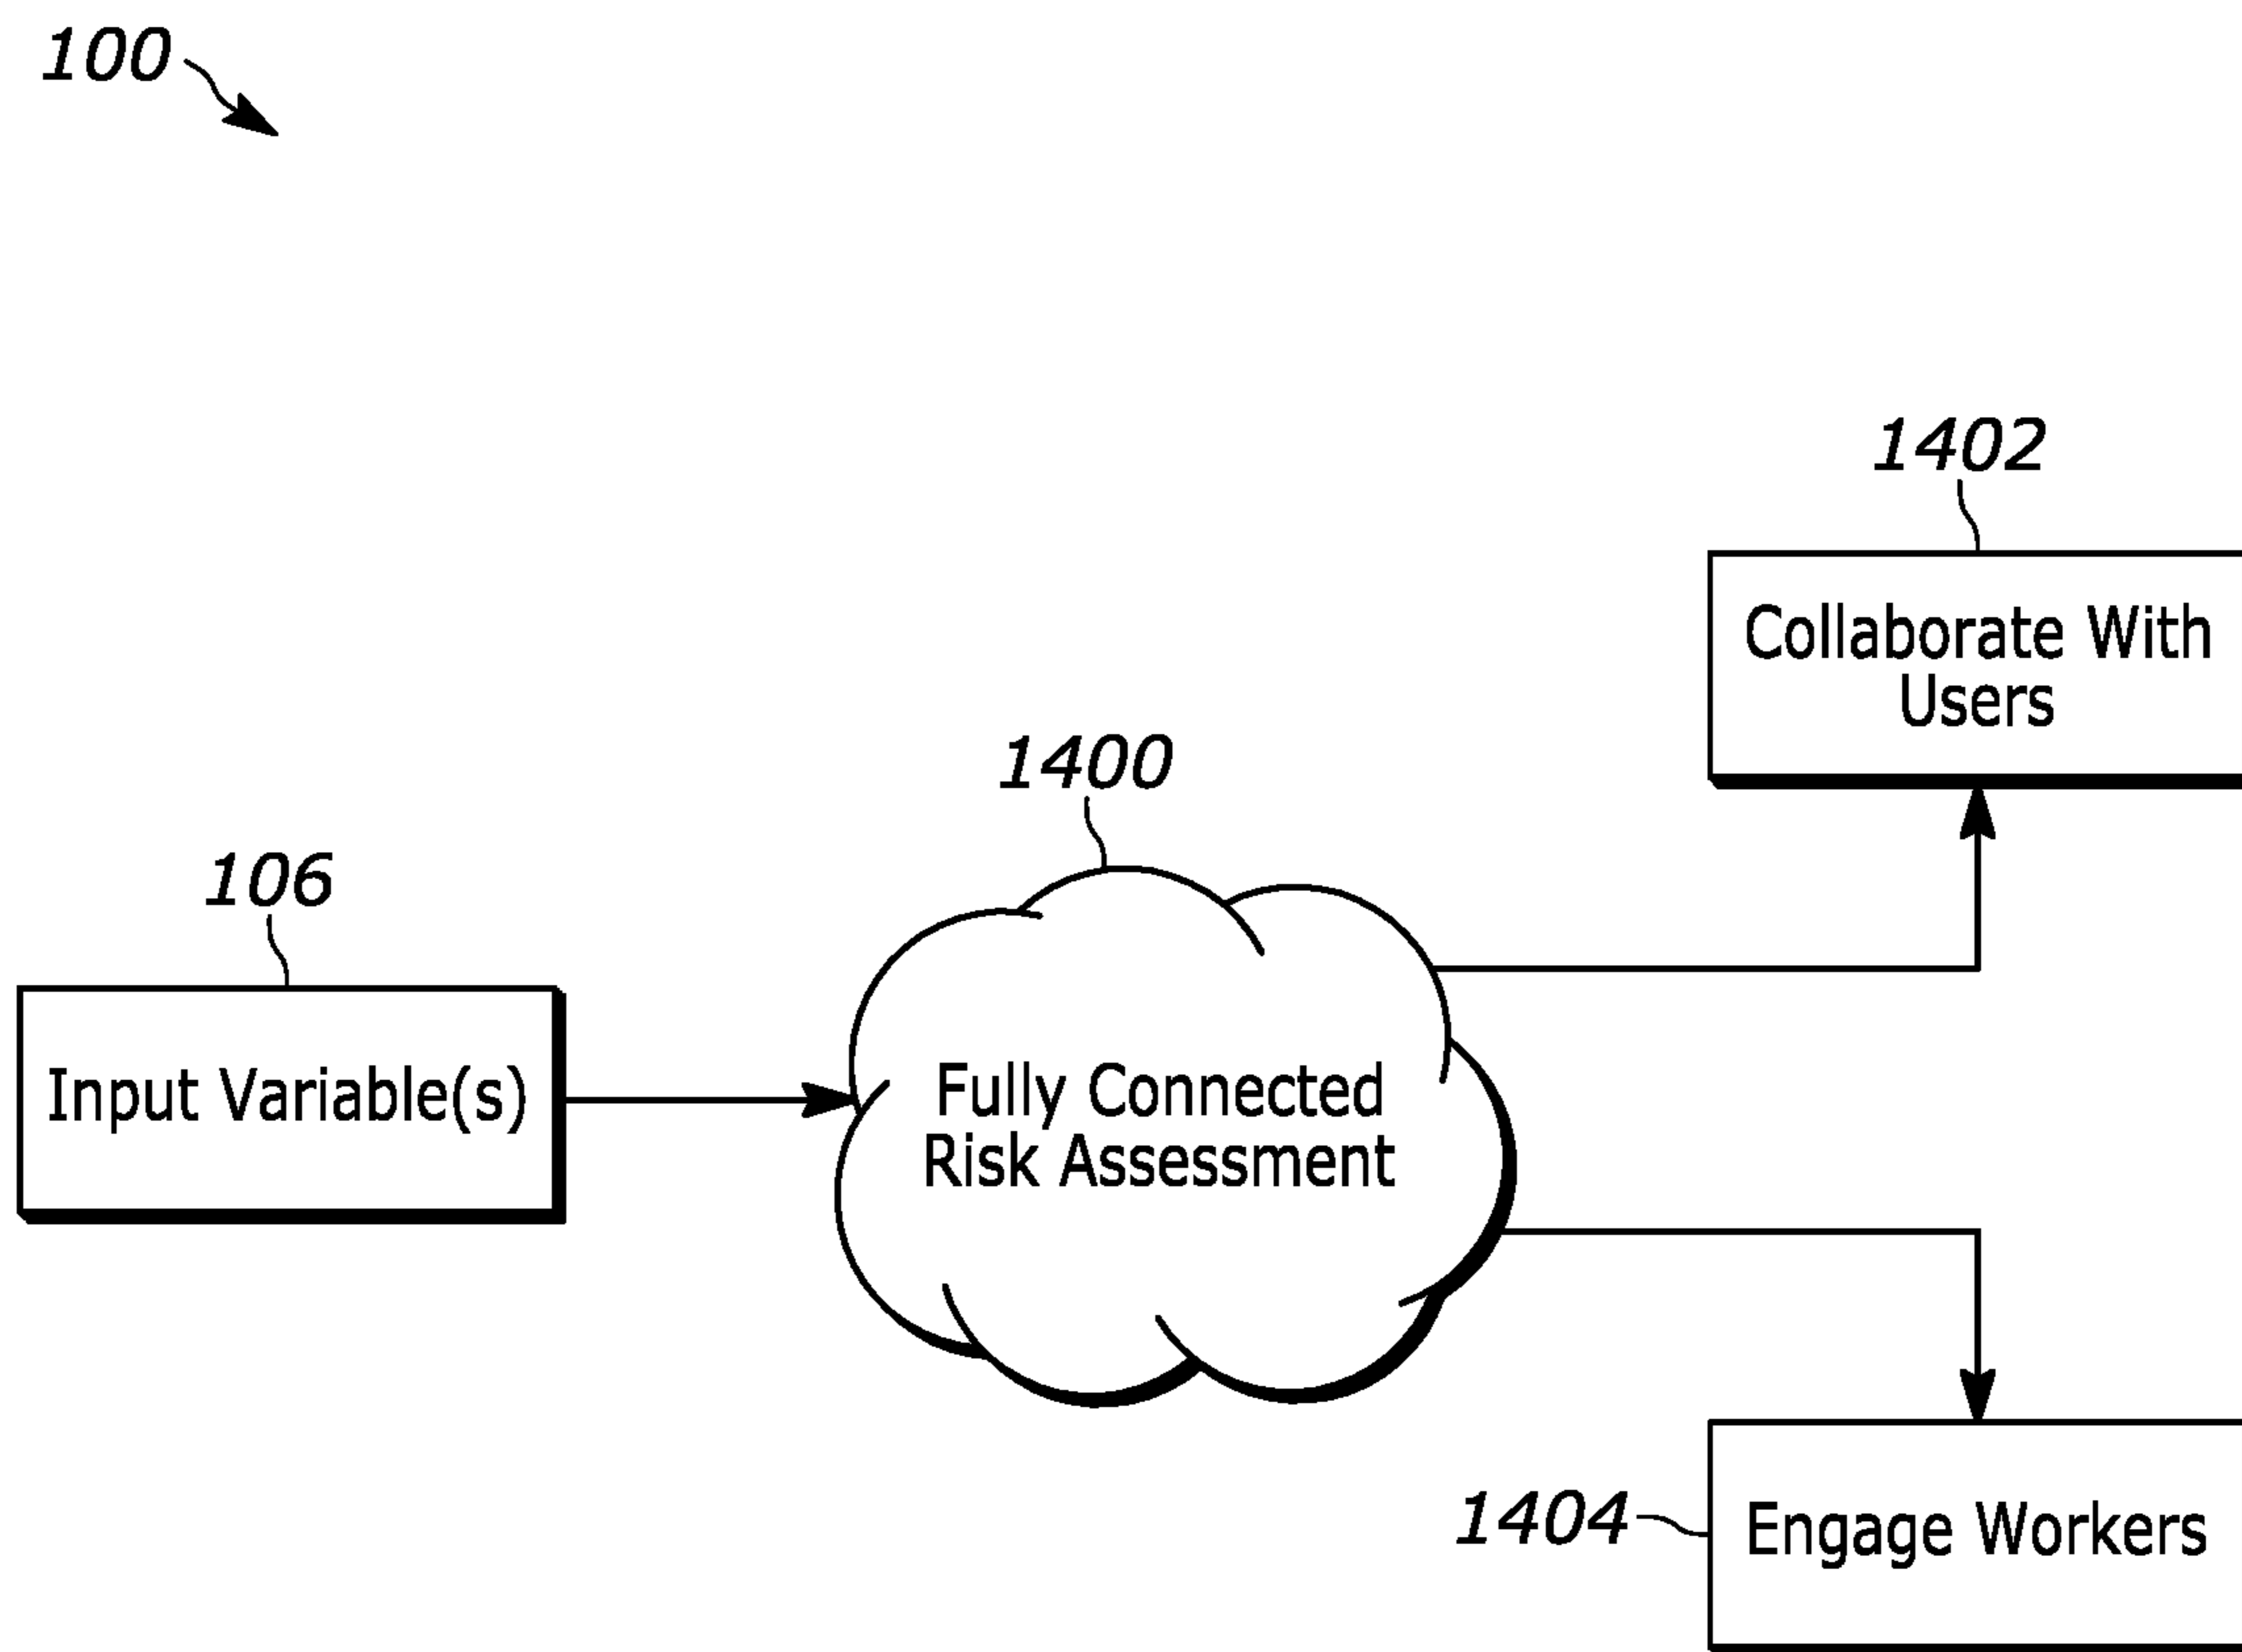 100
1402
Collaborate With
Users
1400
106
Input Variable(s)
Fully Connected
Risk Assessment
1404
Engage Workers